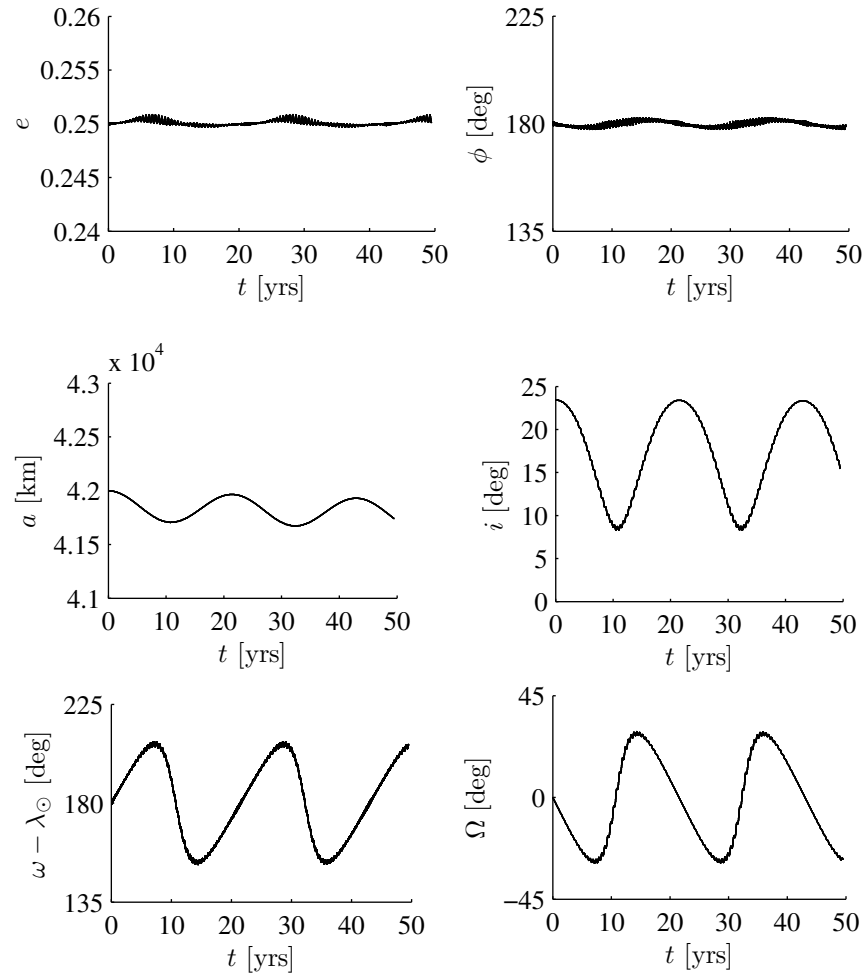 0.26
0.255
0.25
0.245
0.24
e
0 10 20 30 40 50
t [yrs]
225
180
135
ϕ [deg]
0 10 20 30 40 50
t [yrs]
x 10^4
4.3
4.25
4.2
4.15
4.1
a [km]
0 10 20 30 40 50
t [yrs]
25
20
15
10
5
0
i [deg]
0 10 20 30 40 50
t [yrs]
225
180
135
ω − λ⊙ [deg]
0 10 20 30 40 50
t [yrs]
45
0
−45
Ω [deg]
0 10 20 30 40 50
t [yrs]